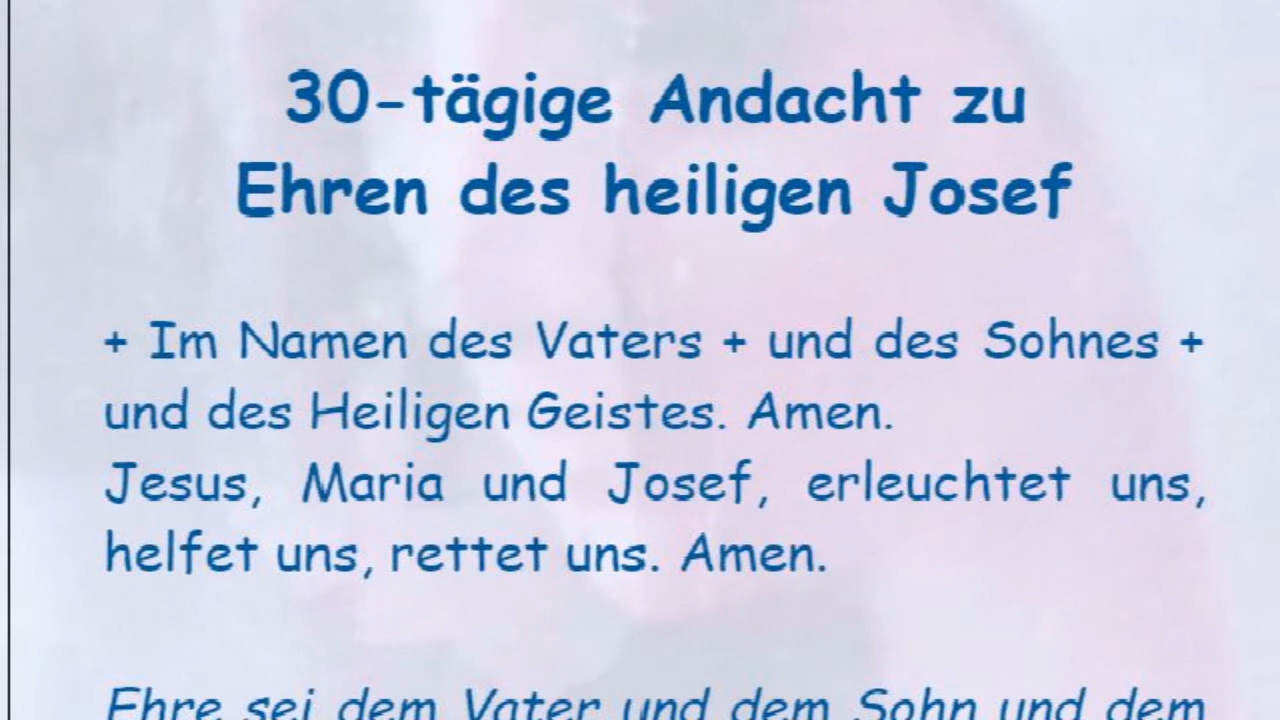 30-tägige Andacht zu
Ehren des heiligen Josef
+ Im Namen des Vaters + und des Sohnes +
und des Heiligen Geistes. Amen.
Jesus, Maria und Josef, erleuchtet uns,
helfet uns, rettet uns. Amen.
Ehre sei dem Vater und dem Sohn und dem